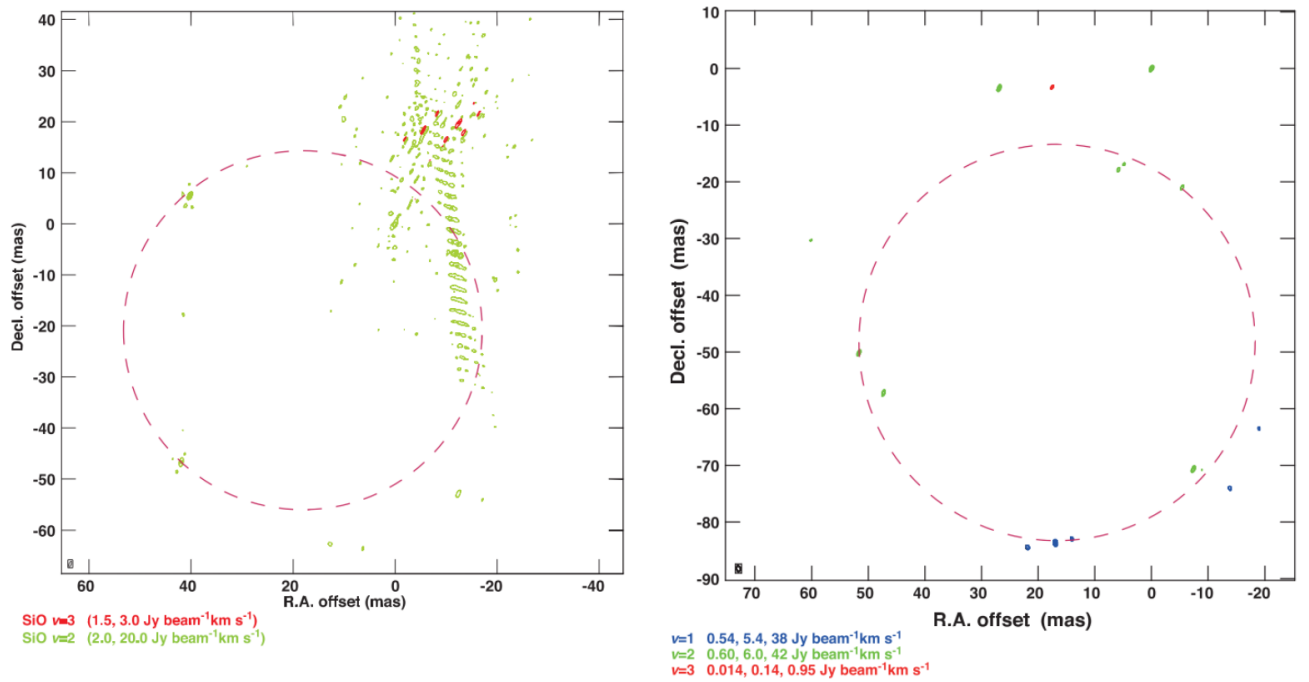 40
30
20
10
0
-10
-20
-30
-40
-50
-60
Decl. offset (mas)
60 40 20 0 -20 -40
R.A. offset (mas)
SiO v=3 (1.5, 3.0 Jy beam⁻¹km s⁻¹)
SiO v=2 (2.0, 20.0 Jy beam⁻¹km s⁻¹)
10
0
-10
-20
-30
-40
-50
-60
-70
-80
-90
Decl. offset (mas)
70 60 50 40 30 20 10 0 -10 -20
R.A. offset (mas)
v=1 0.54, 5.4, 38 Jy beam⁻¹km s⁻¹
v=2 0.60, 6.0, 42 Jy beam⁻¹km s⁻¹
v=3 0.014, 0.14, 0.95 Jy beam⁻¹km s⁻¹